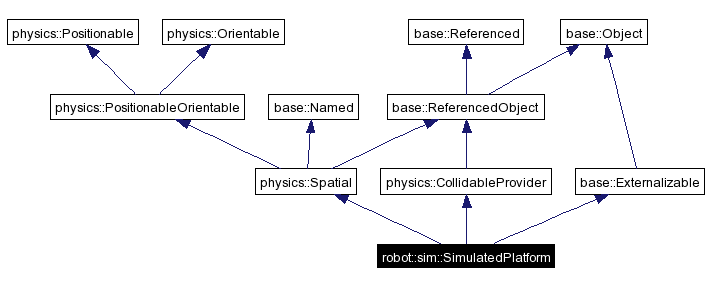 physics::Positionable
physics::Orientable
base::Referenced
base::Object
physics::PositionableOrientable
base::Named
base::ReferencedObject
physics::Spatial
physics::CollidableProvider
base::Externalizable
robot::sim::SimulatedPlatform